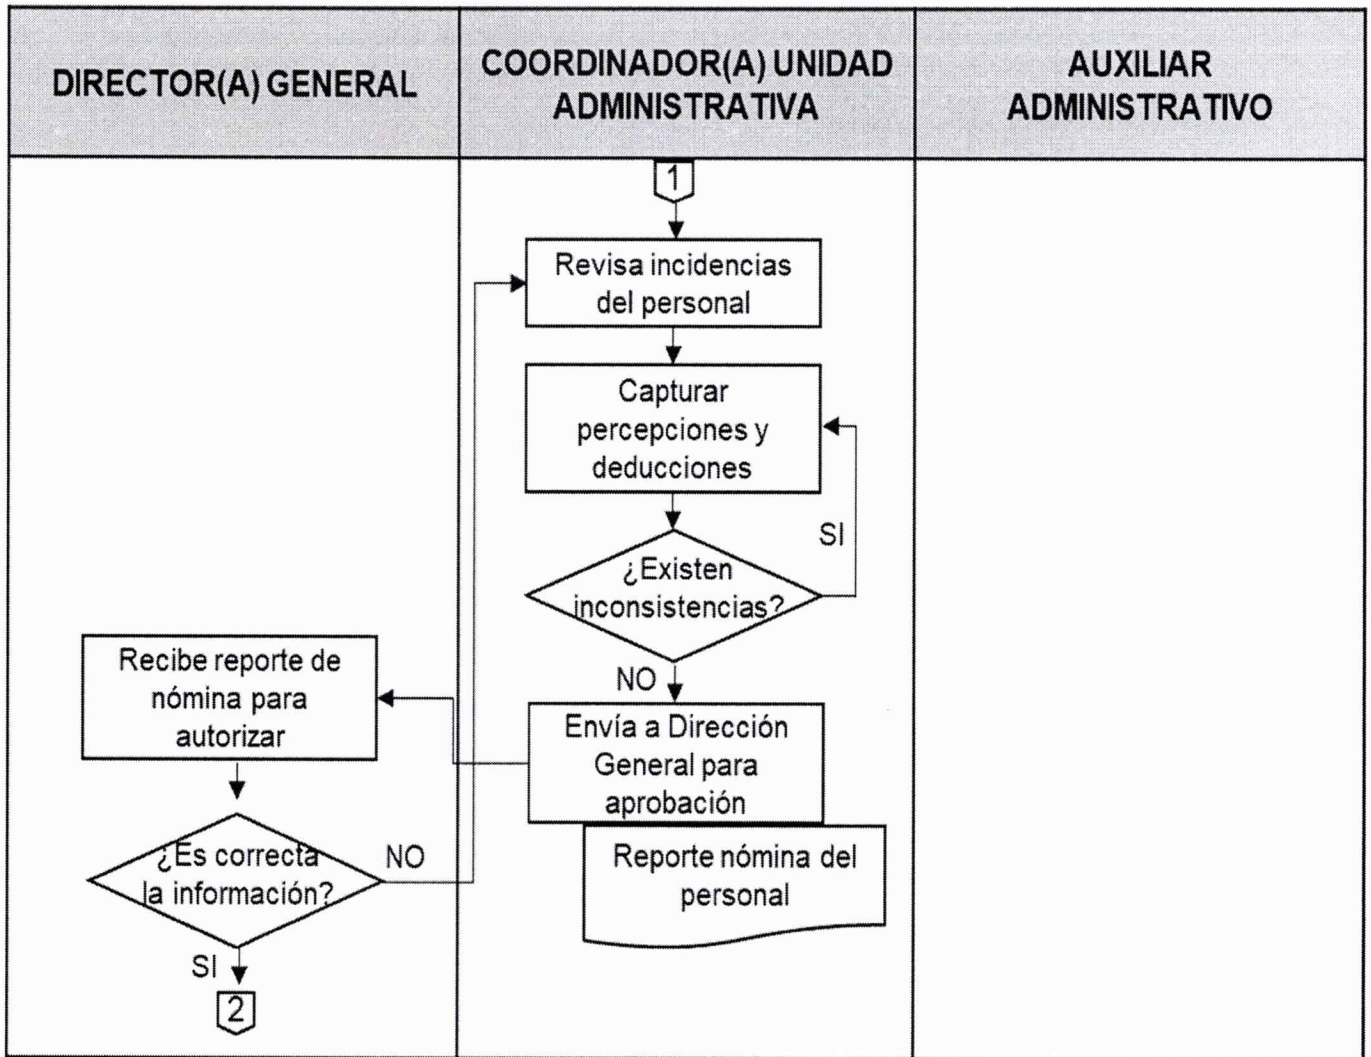 DIRECTOR(A) GENERAL
COORDINADOR(A) UNIDAD
ADMINISTRATIVA
AUXILIAR
ADMINISTRATIVO
1
Revisa incidencias
del personal
Capturar
percepciones y
deducciones
SI
¿Existen
inconsistencias?
NO
Envía a Dirección
General para
aprobación
Reporte nómina del
personal
Recibe reporte de
nómina para
autorizar
¿Es correcta
la información?
NO
SI
2